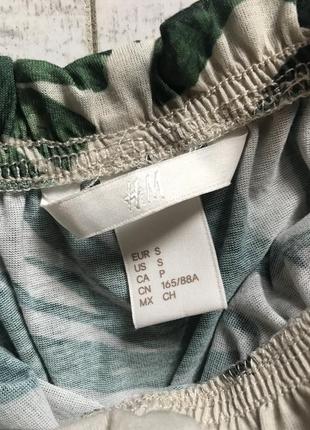 H&M
EUR S
US S
CA P
CN 165/88A
MX CH